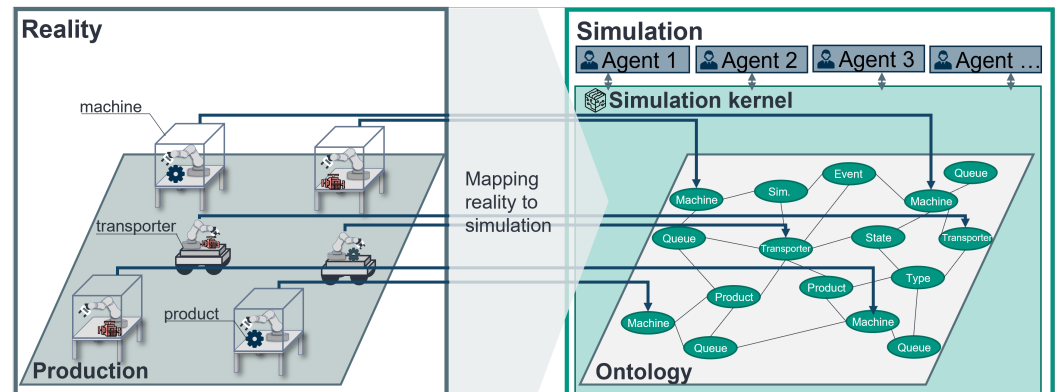 Reality
machine
transporter
product
Production
Mapping
reality to
simulation
Simulation
Agent 1
Agent 2
Agent 3
Agent ...
Simulation kernel
Event
Queue
Sim.
Machine
Machine
Queue
State
Transporter
Transporter
Type
Product
Product
Machine
Machine
Queue
Queue
Ontology